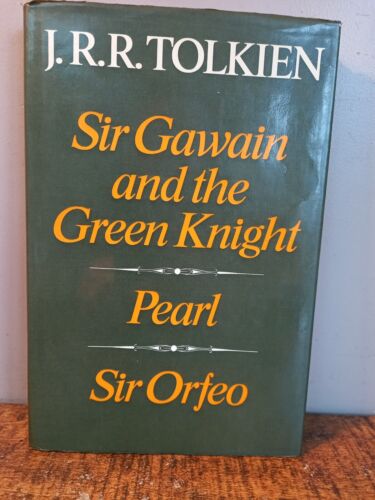 J.R.R. TOLKIEN
Sir Gawain
and the
Green Knight
Pearl
Sir Orfeo